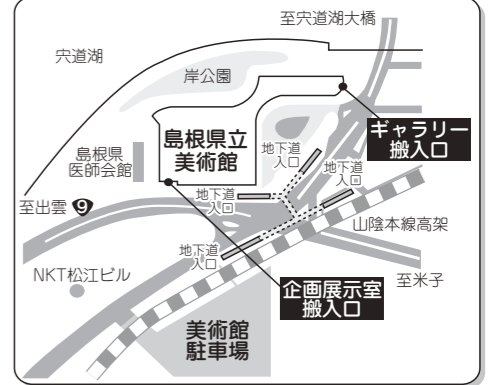 至宍道湖大橋
宍道湖
岸公園
ギャラリー
搬入口
島根県立
美術館
地下道
入口
島根県
医師会館
地下道
入口
地下道
入口
至出雲 9
山陰本線高架
地下道
入口
NKT松江ビル
企画展示室
搬入口
至米子
美術館
駐車場